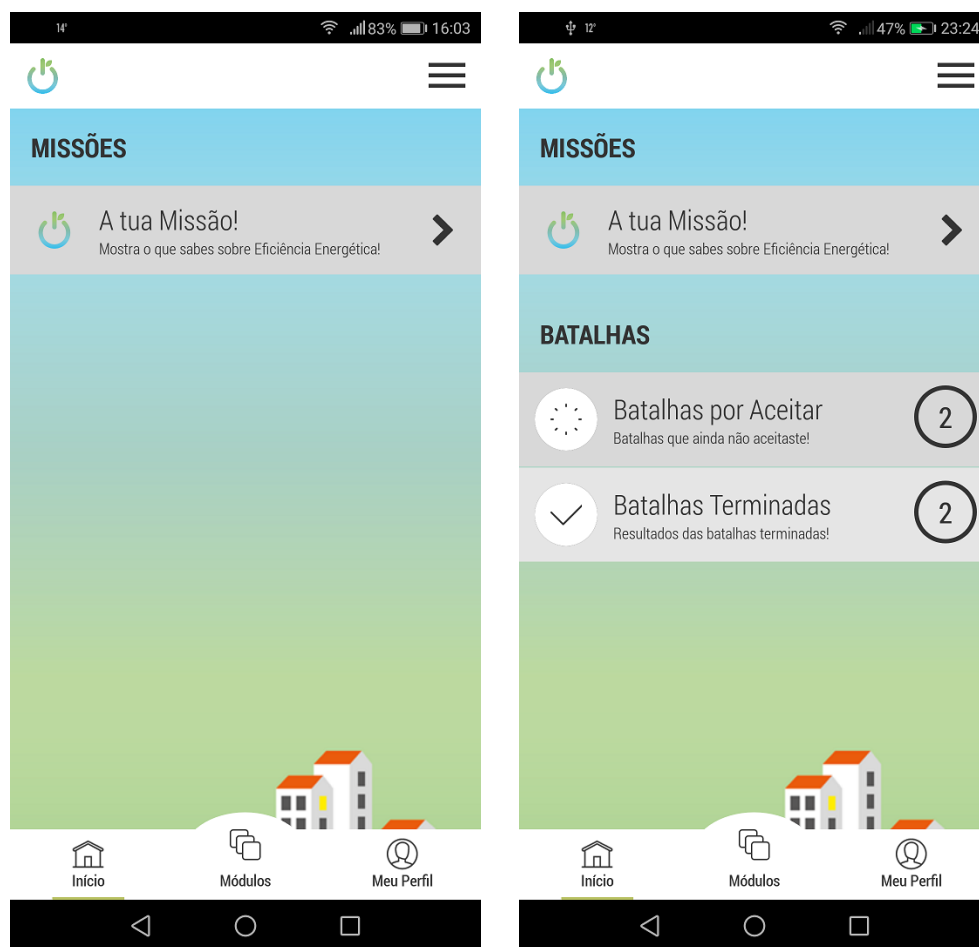 14°
83%
16:03
MISSÕES
A tua Missão!
Mostra o que sabes sobre Eficiência Energética!
Início
Módulos
Meu Perfil
12°
47%
23:24
MISSÕES
A tua Missão!
Mostra o que sabes sobre Eficiência Energética!
BATALHAS
Batalhas por Aceitar
Batalhas que ainda não aceitaste!
2
Batalhas Terminadas
Resultados das batalhas terminadas!
2
Início
Módulos
Meu Perfil